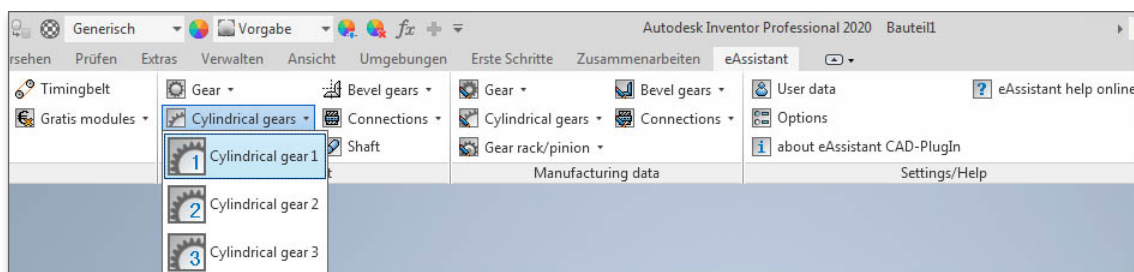 Generisch Vorgabe fx Autodesk Inventor Professional 2020 Bauteil1
rsehen Prüfen Extras Verwalten Ansicht Umgebungen Erste Schritte Zusammenarbeiten eAssistant
Timingbelt Gear Bevel gears Gear Bevel gears User data ? eAssistant help online
€ Gratis modules Cylindrical gears Connections Cylindrical gears Connections Options
1 Cylindrical gear 1 Shaft Gear rack/pinion i about eAssistant CAD-PlugIn
t Manufacturing data Settings/Help
2 Cylindrical gear 2
3 Cylindrical gear 3